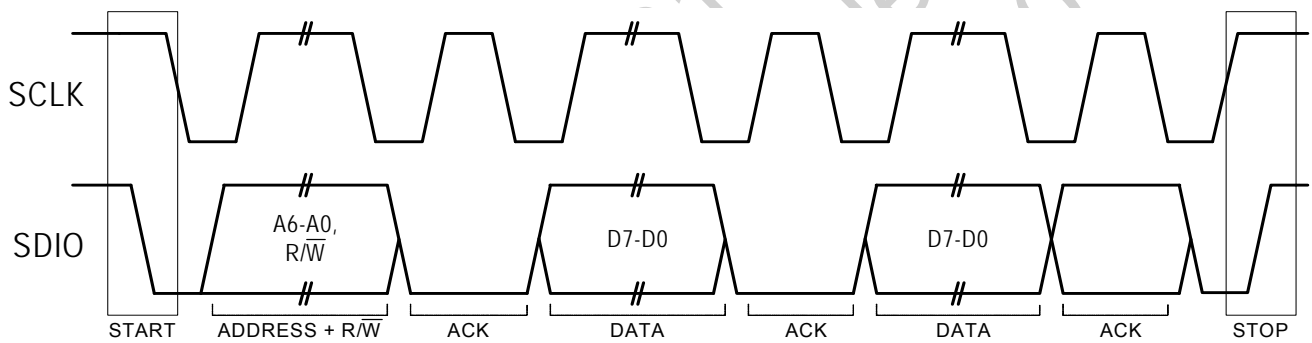 SCLK
SDIO
A6-A0,
R/W̅
D7-D0
D7-D0
START
ADDRESS + R/W̅
ACK
DATA
ACK
DATA
ACK
STOP